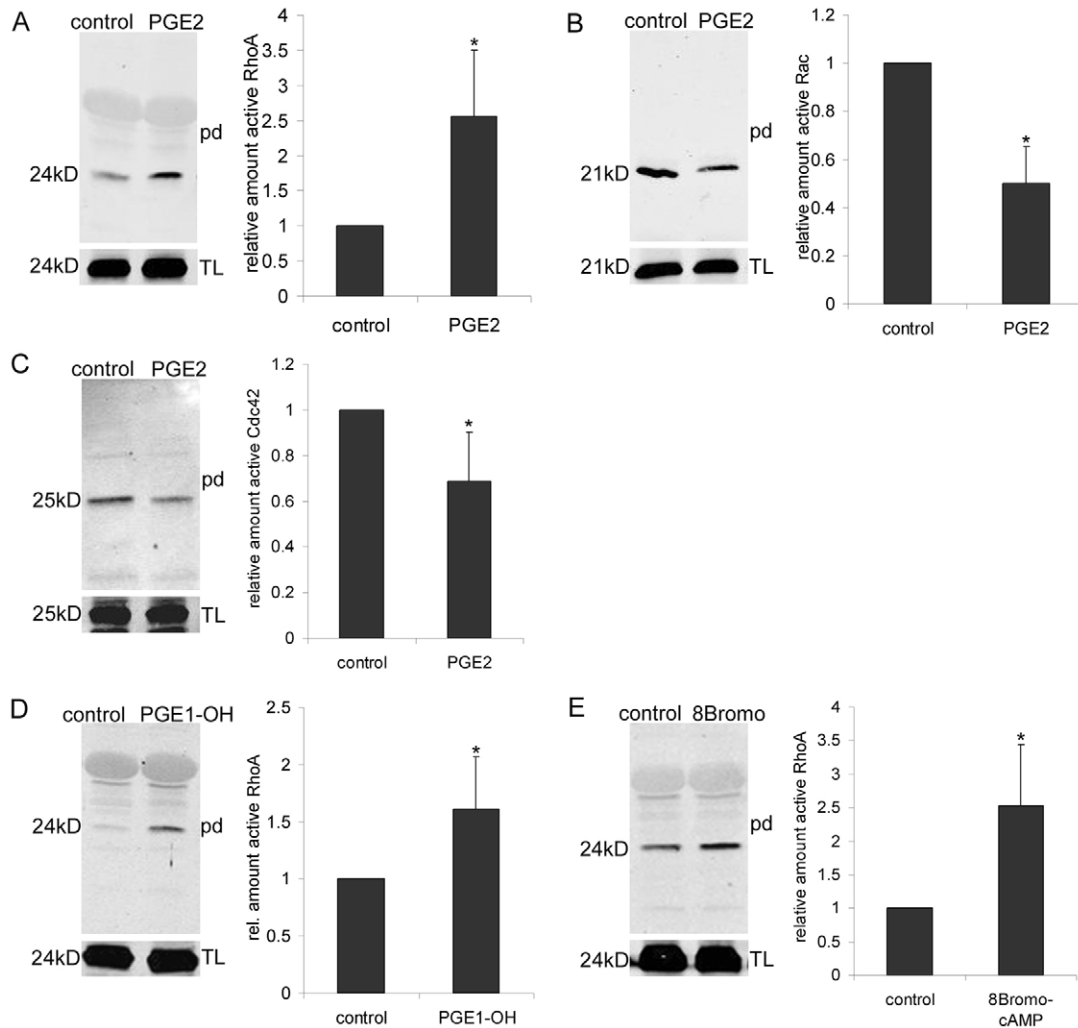 A
control PGE2
24kD
pd
24kD
TL
relative amount active RhoA
4
3.5
3
2.5
2
1.5
1
0.5
0
*
control
PGE2
B
control PGE2
21kD
pd
21kD
TL
relative amount active Rac
1.2
1
0.8
0.6
0.4
0.2
0
*
control
PGE2
C
control PGE2
25kD
pd
25kD
TL
relative amount active Cdc42
1.2
1
0.8
0.6
0.4
0.2
0
*
control
PGE2
D
control PGE1-OH
24kD
pd
24kD
TL
rel. amount active RhoA
2.5
2
1.5
1
0.5
0
*
control
PGE1-OH
E
control 8Bromo
24kD
pd
24kD
TL
relative amount active RhoA
4
3.5
3
2.5
2
1.5
1
0.5
0
*
control
8Bromo-
cAMP